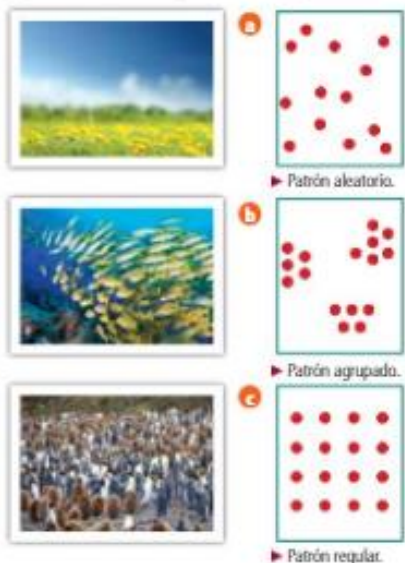 a
▶ Patrón aleatorio.
b
▶ Patrón agrupado.
c
▶ Patrón regular.